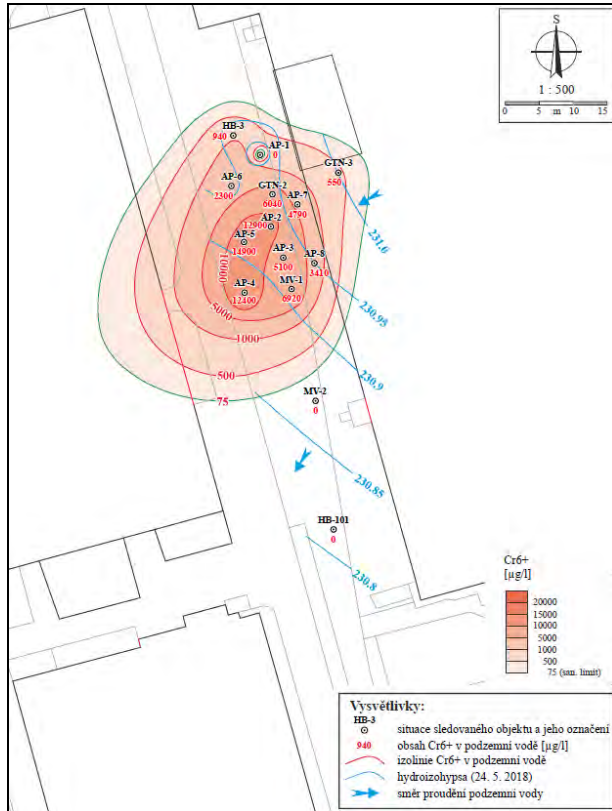 S
1 : 500
0 5 10 15
m
HB-3
940
AP-1
0
GTN-3
550
AP-6
2300
GTN-2
6040
AP-7
4790
AP-2
12900
AP-5
14900
AP-3
5100
AP-8
3410
AP-4
12400
MV-1
6920
10000
5000
1000
500
75
231.0
230.95
230.9
230.85
230.8
MV-2
0
HB-101
0
Cr6+
[µg/l]
20000
15000
10000
5000
1000
500
75 (san. limit)
Vysvětlivky:
HB-3 situace sledovaného objektu a jeho označení
940 obsah Cr6+ v podzemní vodě [µg/l]
izolinie Cr6+ v podzemní vodě
hydroizohypsa (24. 5. 2018)
směr proudění podzemní vody